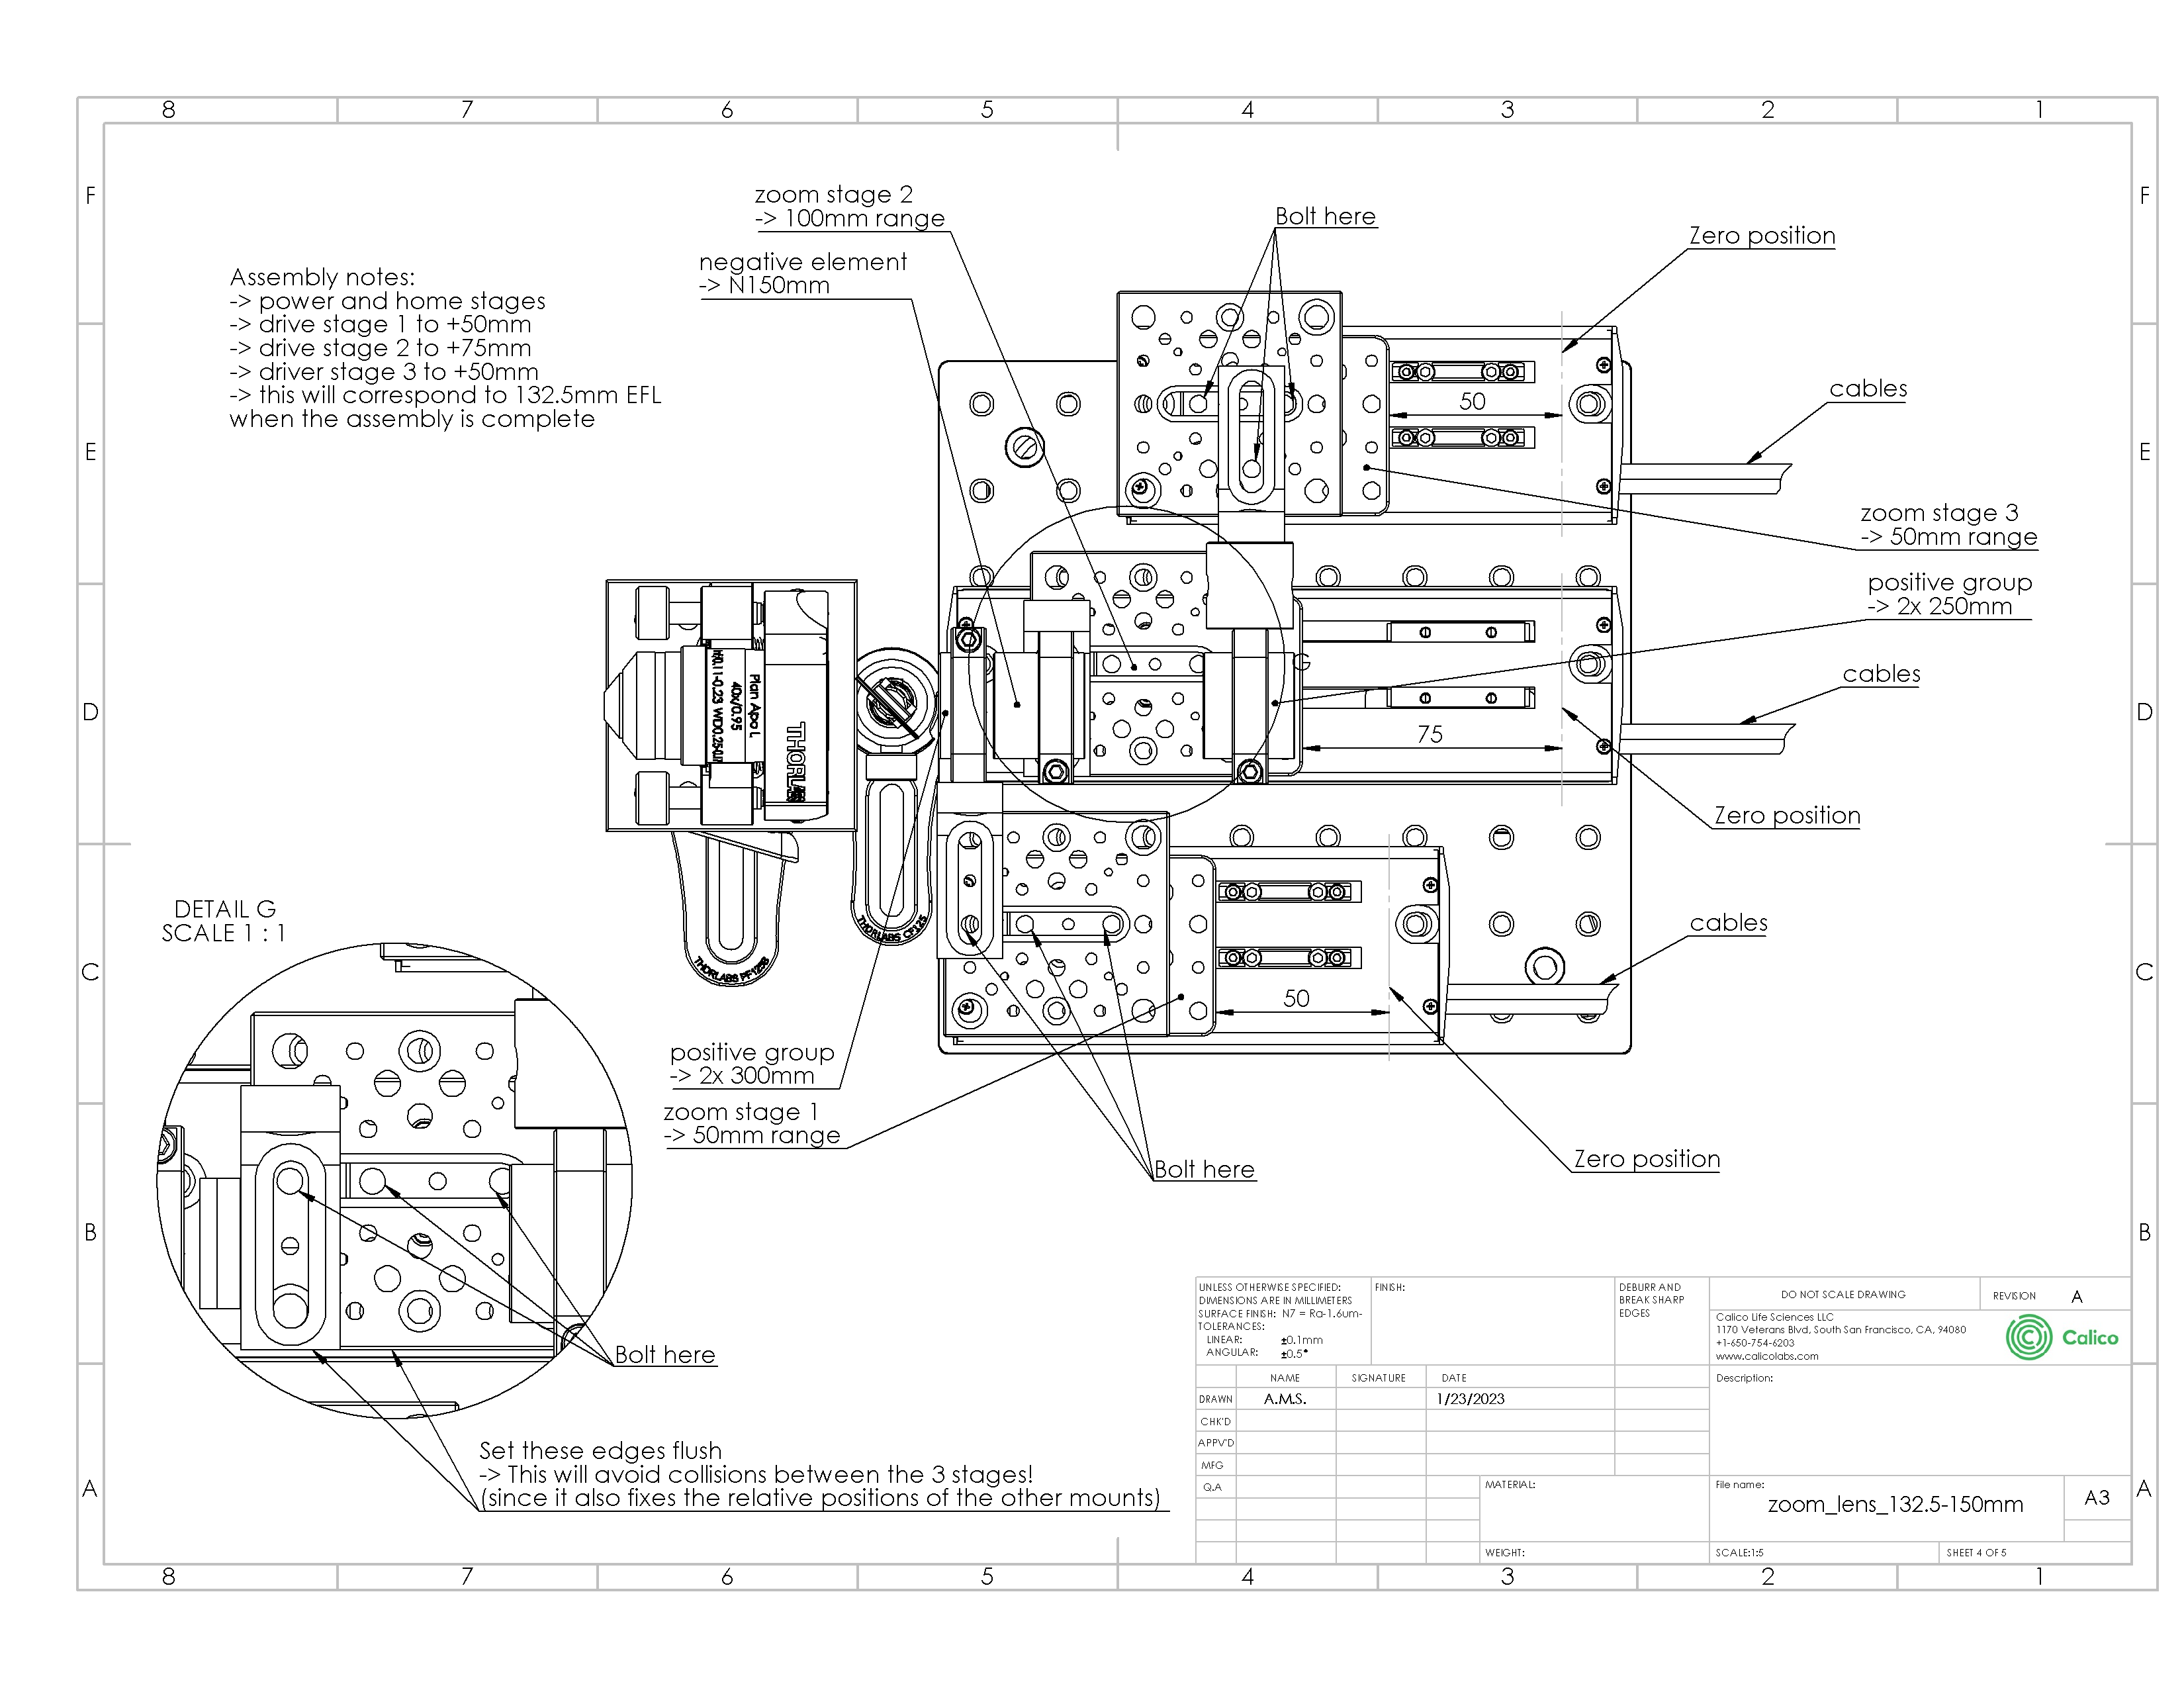 8 7 6 5 4 3 2 1
F
F
zoom stage 2
-> 100mm range
Bolt here
Zero position
negative element
-> N150mm
Assembly notes:
-> power and home stages
-> drive stage 1 to +50mm
-> drive stage 2 to +75mm
-> driver stage 3 to +50mm
-> this will correspond to 132.5mm EFL
when the assembly is complete
50
cables
E
E
zoom stage 3
-> 50mm range
positive group
-> 2x 250mm
G
cables
Plan Apo L
40x/0.95
THORLABS
D
D
75
Zero position
DETAIL G
SCALE 1 : 1
THORLABS CF125
cables
THORLABS PF125B
C
C
50
positive group
-> 2x 300mm
zoom stage 1
-> 50mm range
Bolt here
Zero position
B
B
Bolt here
Set these edges flush
-> This will avoid collisions between the 3 stages!
(since it also fixes the relative positions of the other mounts)
A
A
UNLESS OTHERWISE SPECIFIED:
DIMENSIONS ARE IN MILLIMETERS
SURFACE FINISH: N7 = Ra-1.6um-
TOLERANCES:
LINEAR: ±0.1mm
ANGULAR: ±0.5°
FINISH:
DEBURR AND
BREAK SHARP
EDGES
DO NOT SCALE DRAWING
REVISION A
Calico Life Sciences LLC
1170 Veterans Blvd, South San Francisco, CA, 94080
+1-650-754-6203
www.calicolabs.com
Calico
NAME SIGNATURE DATE
DRAWN A.M.S. 1/23/2023
CHK'D
APPV'D
MFG
Q.A
Description:
MATERIAL:
File name:
zoom_lens_132.5-150mm
A3
WEIGHT:
SCALE:1:5
SHEET 4 OF 5
8 7 6 5 4 3 2 1